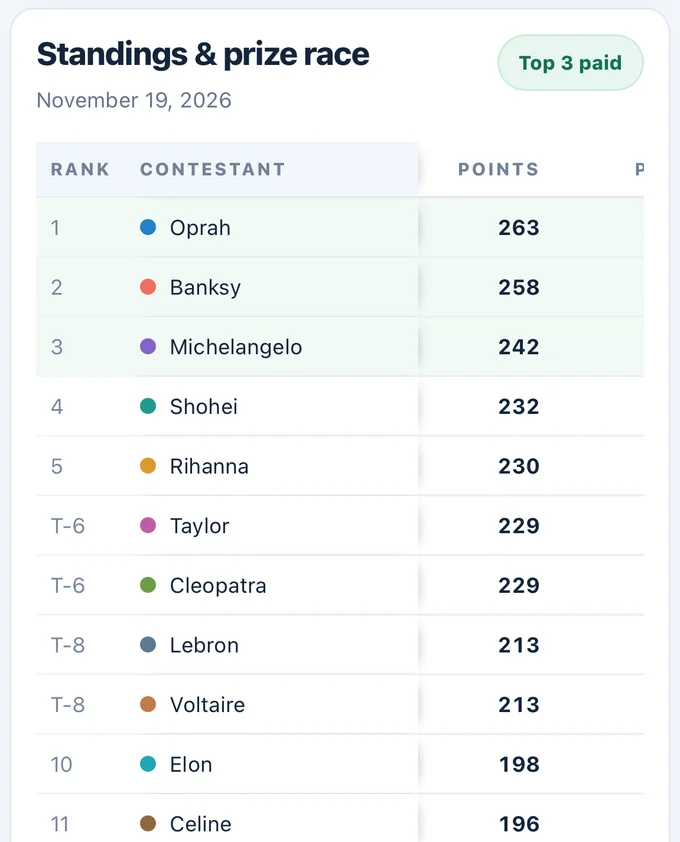 Standings & prize race
Top 3 paid
November 19, 2026
RANK CONTESTANT POINTS
1 Oprah 263
2 Banksy 258
3 Michelangelo 242
4 Shohei 232
5 Rihanna 230
T-6 Taylor 229
T-6 Cleopatra 229
T-8 Lebron 213
T-8 Voltaire 213
10 Elon 198
11 Celine 196